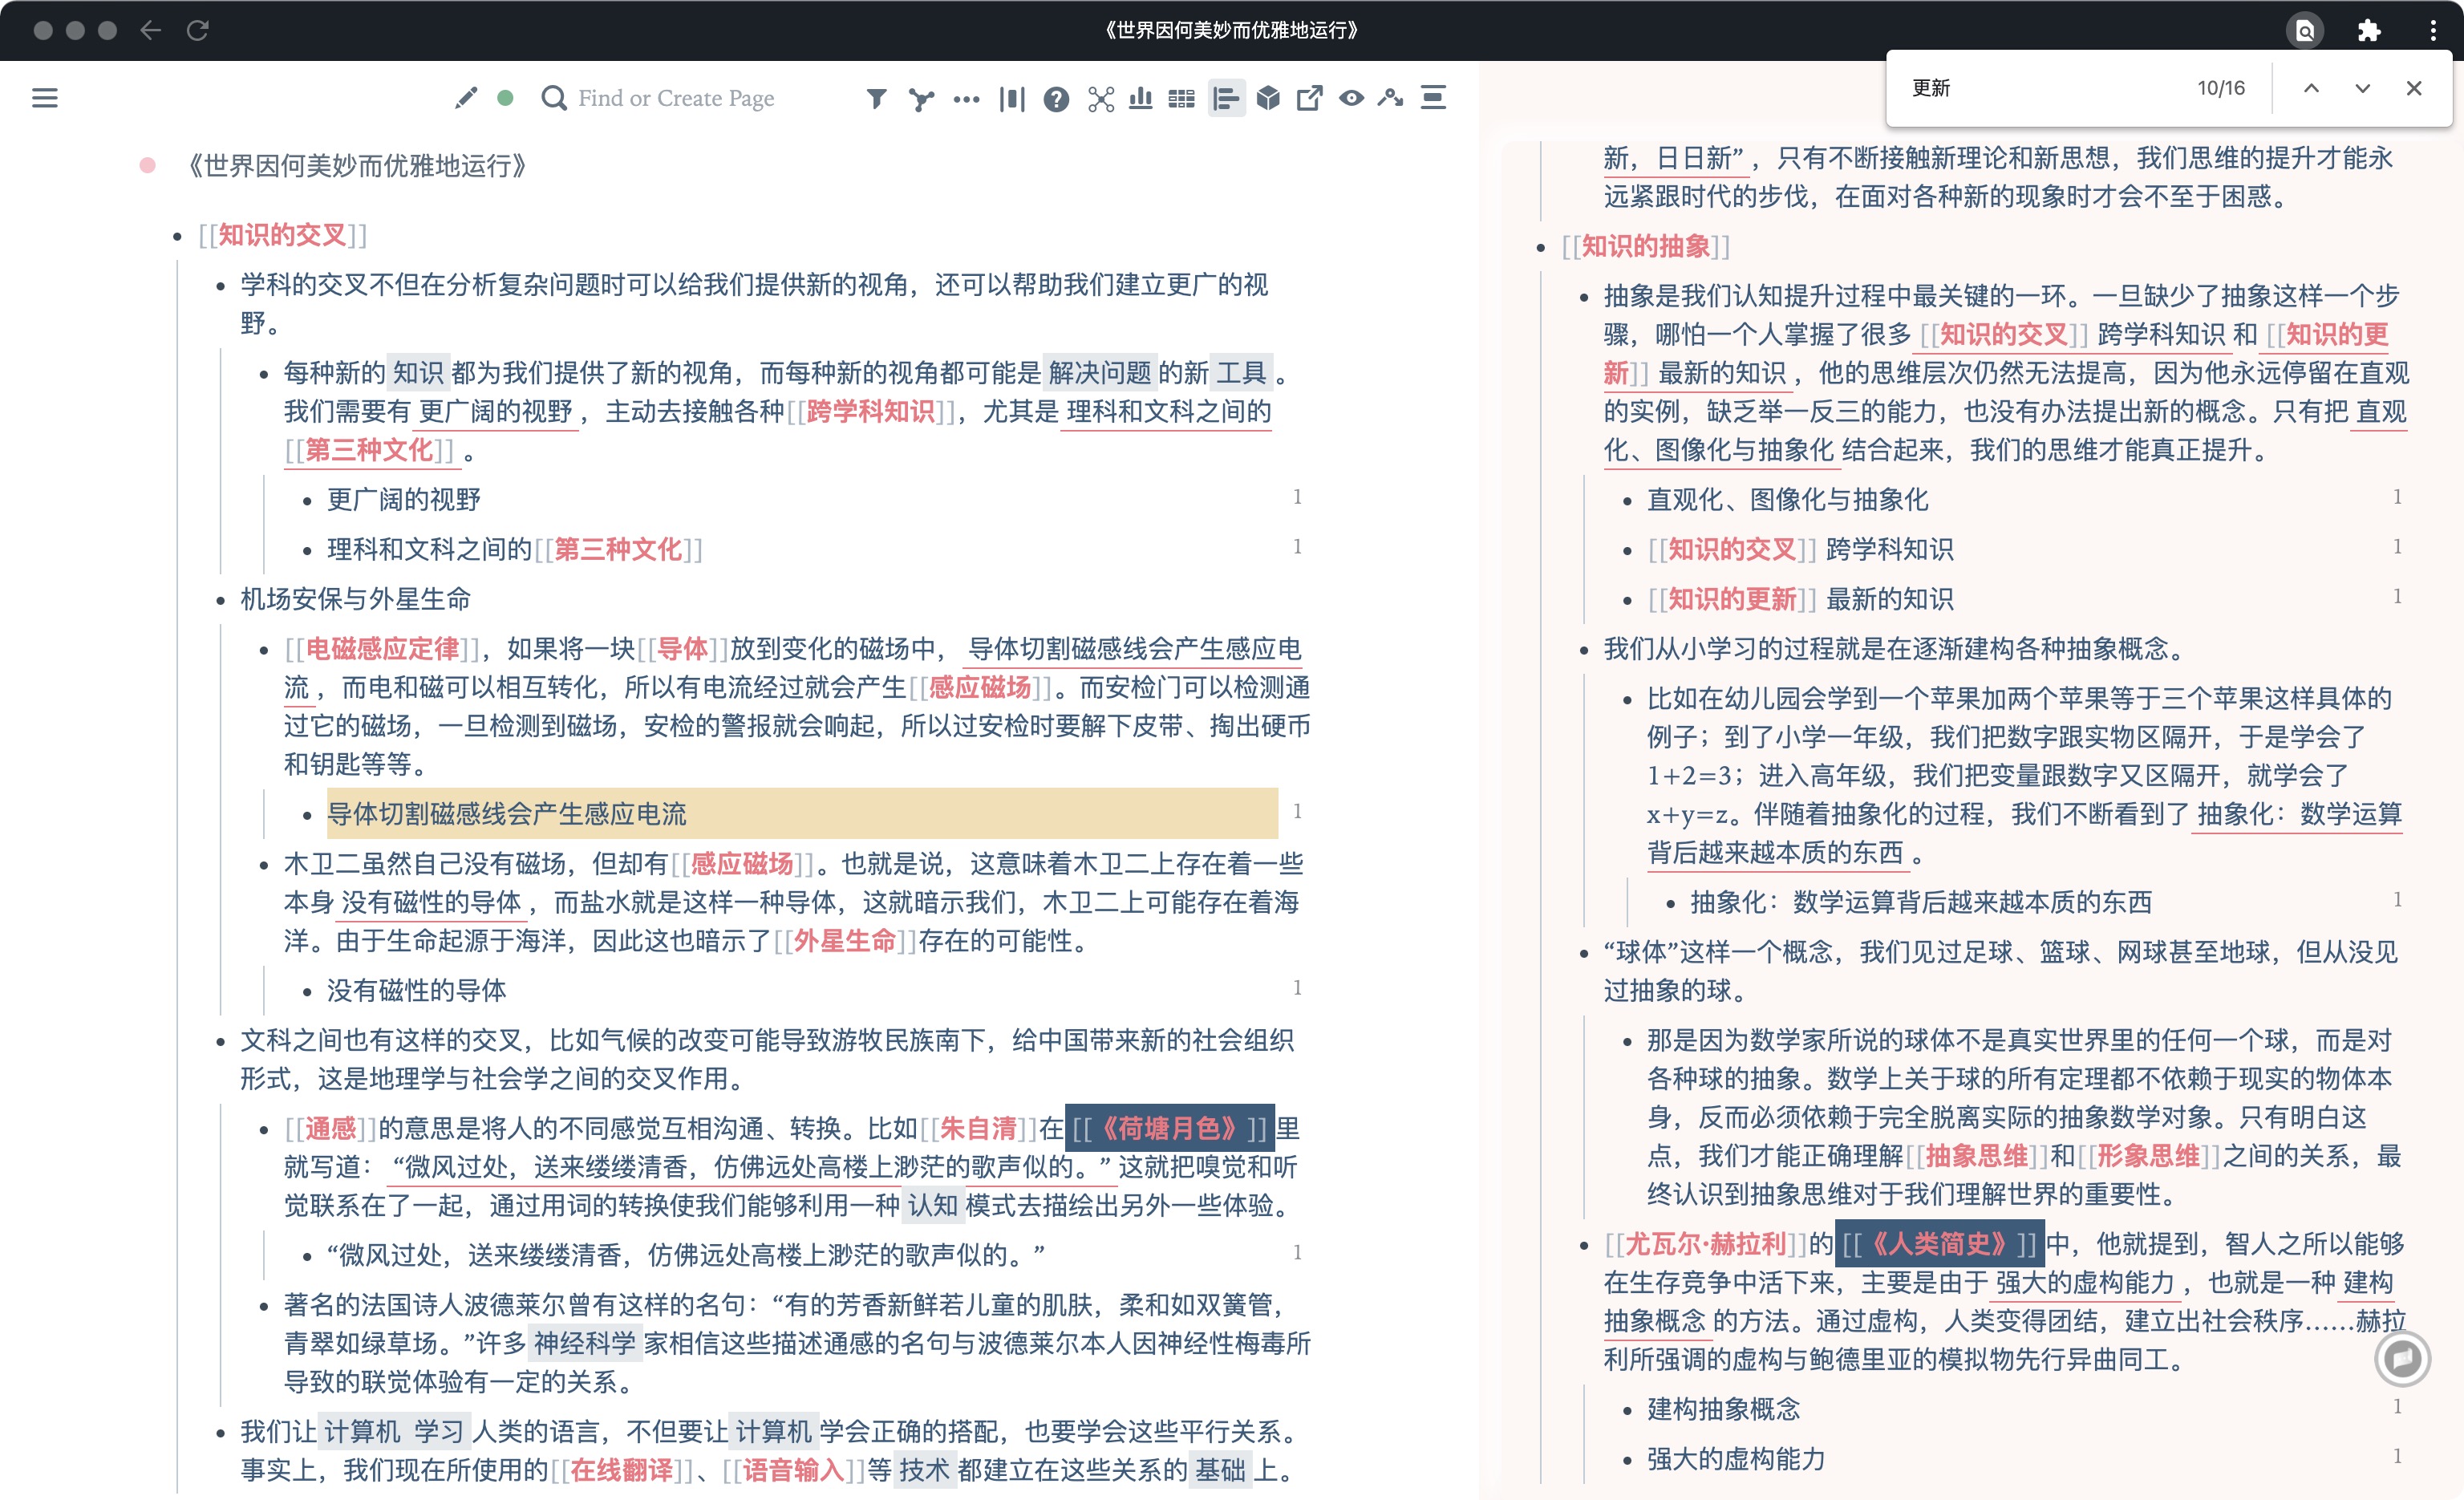 《世界因何美妙而优雅地运行》
更新
10/16
Find or Create Page
《世界因何美妙而优雅地运行》
[[知识的交叉]]
学科的交叉不但在分析复杂问题时可以给我们提供新的视角，还可以帮助我们建立更广的视
野。
每种新的 知识 都为我们提供了新的视角，而每种新的视角都可能是 解决问题 的新 工具 。
我们需要有 更广阔的视野 ，主动去接触各种[[跨学科知识]]，尤其是 理科和文科之间的
[[第三种文化]] 。
更广阔的视野 1
理科和文科之间的[[第三种文化]] 1
机场安保与外星生命
[[电磁感应定律]]，如果将一块[[导体]]放到变化的磁场中， 导体切割磁感线会产生感应电
流 ，而电和磁可以相互转化，所以有电流经过就会产生[[感应磁场]]。而安检门可以检测通
过它的磁场，一旦检测到磁场，安检的警报就会响起，所以过安检时要解下皮带、掏出硬币
和钥匙等等。
导体切割磁感线会产生感应电流 1
木卫二虽然自己没有磁场，但却有[[感应磁场]]。也就是说，这意味着木卫二上存在着一些
本身 没有磁性的导体 ，而盐水就是这样一种导体，这就暗示我们，木卫二上可能存在着海
洋。由于生命起源于海洋，因此这也暗示了[[外星生命]]存在的可能性。
没有磁性的导体 1
文科之间也有这样的交叉，比如气候的改变可能导致游牧民族南下，给中国带来新的社会组织
形式，这是地理学与社会学之间的交叉作用。
[[通感]]的意思是将人的不同感觉互相沟通、转换。比如[[朱自清]]在 [[《荷塘月色》]] 里
就写道： “微风过处，送来缕缕清香，仿佛远处高楼上渺茫的歌声似的。” 这就把嗅觉和听
觉联系在了一起，通过用词的转换使我们能够利用一种 认知 模式去描绘出另外一些体验。
“微风过处，送来缕缕清香，仿佛远处高楼上渺茫的歌声似的。” 1
著名的法国诗人波德莱尔曾有这样的名句：“有的芳香新鲜若儿童的肌肤，柔和如双簧管，
青翠如绿草场。”许多 神经科学 家相信这些描述通感的名句与波德莱尔本人因神经性梅毒所
导致的联觉体验有一定的关系。
我们让 计算机 学习 人类的语言，不但要让 计算机 学会正确的搭配，也要学会这些平行关系。
事实上，我们现在所使用的[[在线翻译]]、[[语音输入]]等 技术 都建立在这些关系的 基础 上。
新，日日新” ，只有不断接触新理论和新思想，我们思维的提升才能永
远紧跟时代的步伐，在面对各种新的现象时才会不至于困惑。
[[知识的抽象]]
抽象是我们认知提升过程中最关键的一环。一旦缺少了抽象这样一个步
骤，哪怕一个人掌握了很多 [[知识的交叉]] 跨学科知识 和 [[知识的更
新]] 最新的知识 ，他的思维层次仍然无法提高，因为他永远停留在直观
的实例，缺乏举一反三的能力，也没有办法提出新的概念。只有把 直观
化、图像化与抽象化 结合起来，我们的思维才能真正提升。
直观化、图像化与抽象化 1
[[知识的交叉]] 跨学科知识 1
[[知识的更新]] 最新的知识 1
我们从小学习的过程就是在逐渐建构各种抽象概念。
比如在幼儿园会学到一个苹果加两个苹果等于三个苹果这样具体的
例子；到了小学一年级，我们把数字跟实物区隔开，于是学会了
1+2=3；进入高年级，我们把变量跟数字又区隔开，就学会了
x+y=z。伴随着抽象化的过程，我们不断看到了 抽象化：数学运算
背后越来越本质的东西 。
抽象化：数学运算背后越来越本质的东西 1
“球体”这样一个概念，我们见过足球、篮球、网球甚至地球，但从没见
过抽象的球。
那是因为数学家所说的球体不是真实世界里的任何一个球，而是对
各种球的抽象。数学上关于球的所有定理都不依赖于现实的物体本
身，反而必须依赖于完全脱离实际的抽象数学对象。只有明白这
点，我们才能正确理解[[抽象思维]]和[[形象思维]]之间的关系，最
终认识到抽象思维对于我们理解世界的重要性。
[[尤瓦尔·赫拉利]]的 [[《人类简史》]] 中，他就提到，智人之所以能够
在生存竞争中活下来，主要是由于 强大的虚构能力 ，也就是一种 建构
抽象概念 的方法。通过虚构，人类变得团结，建立出社会秩序……赫拉
利所强调的虚构与鲍德里亚的模拟物先行异曲同工。
建构抽象概念 1
强大的虚构能力 1